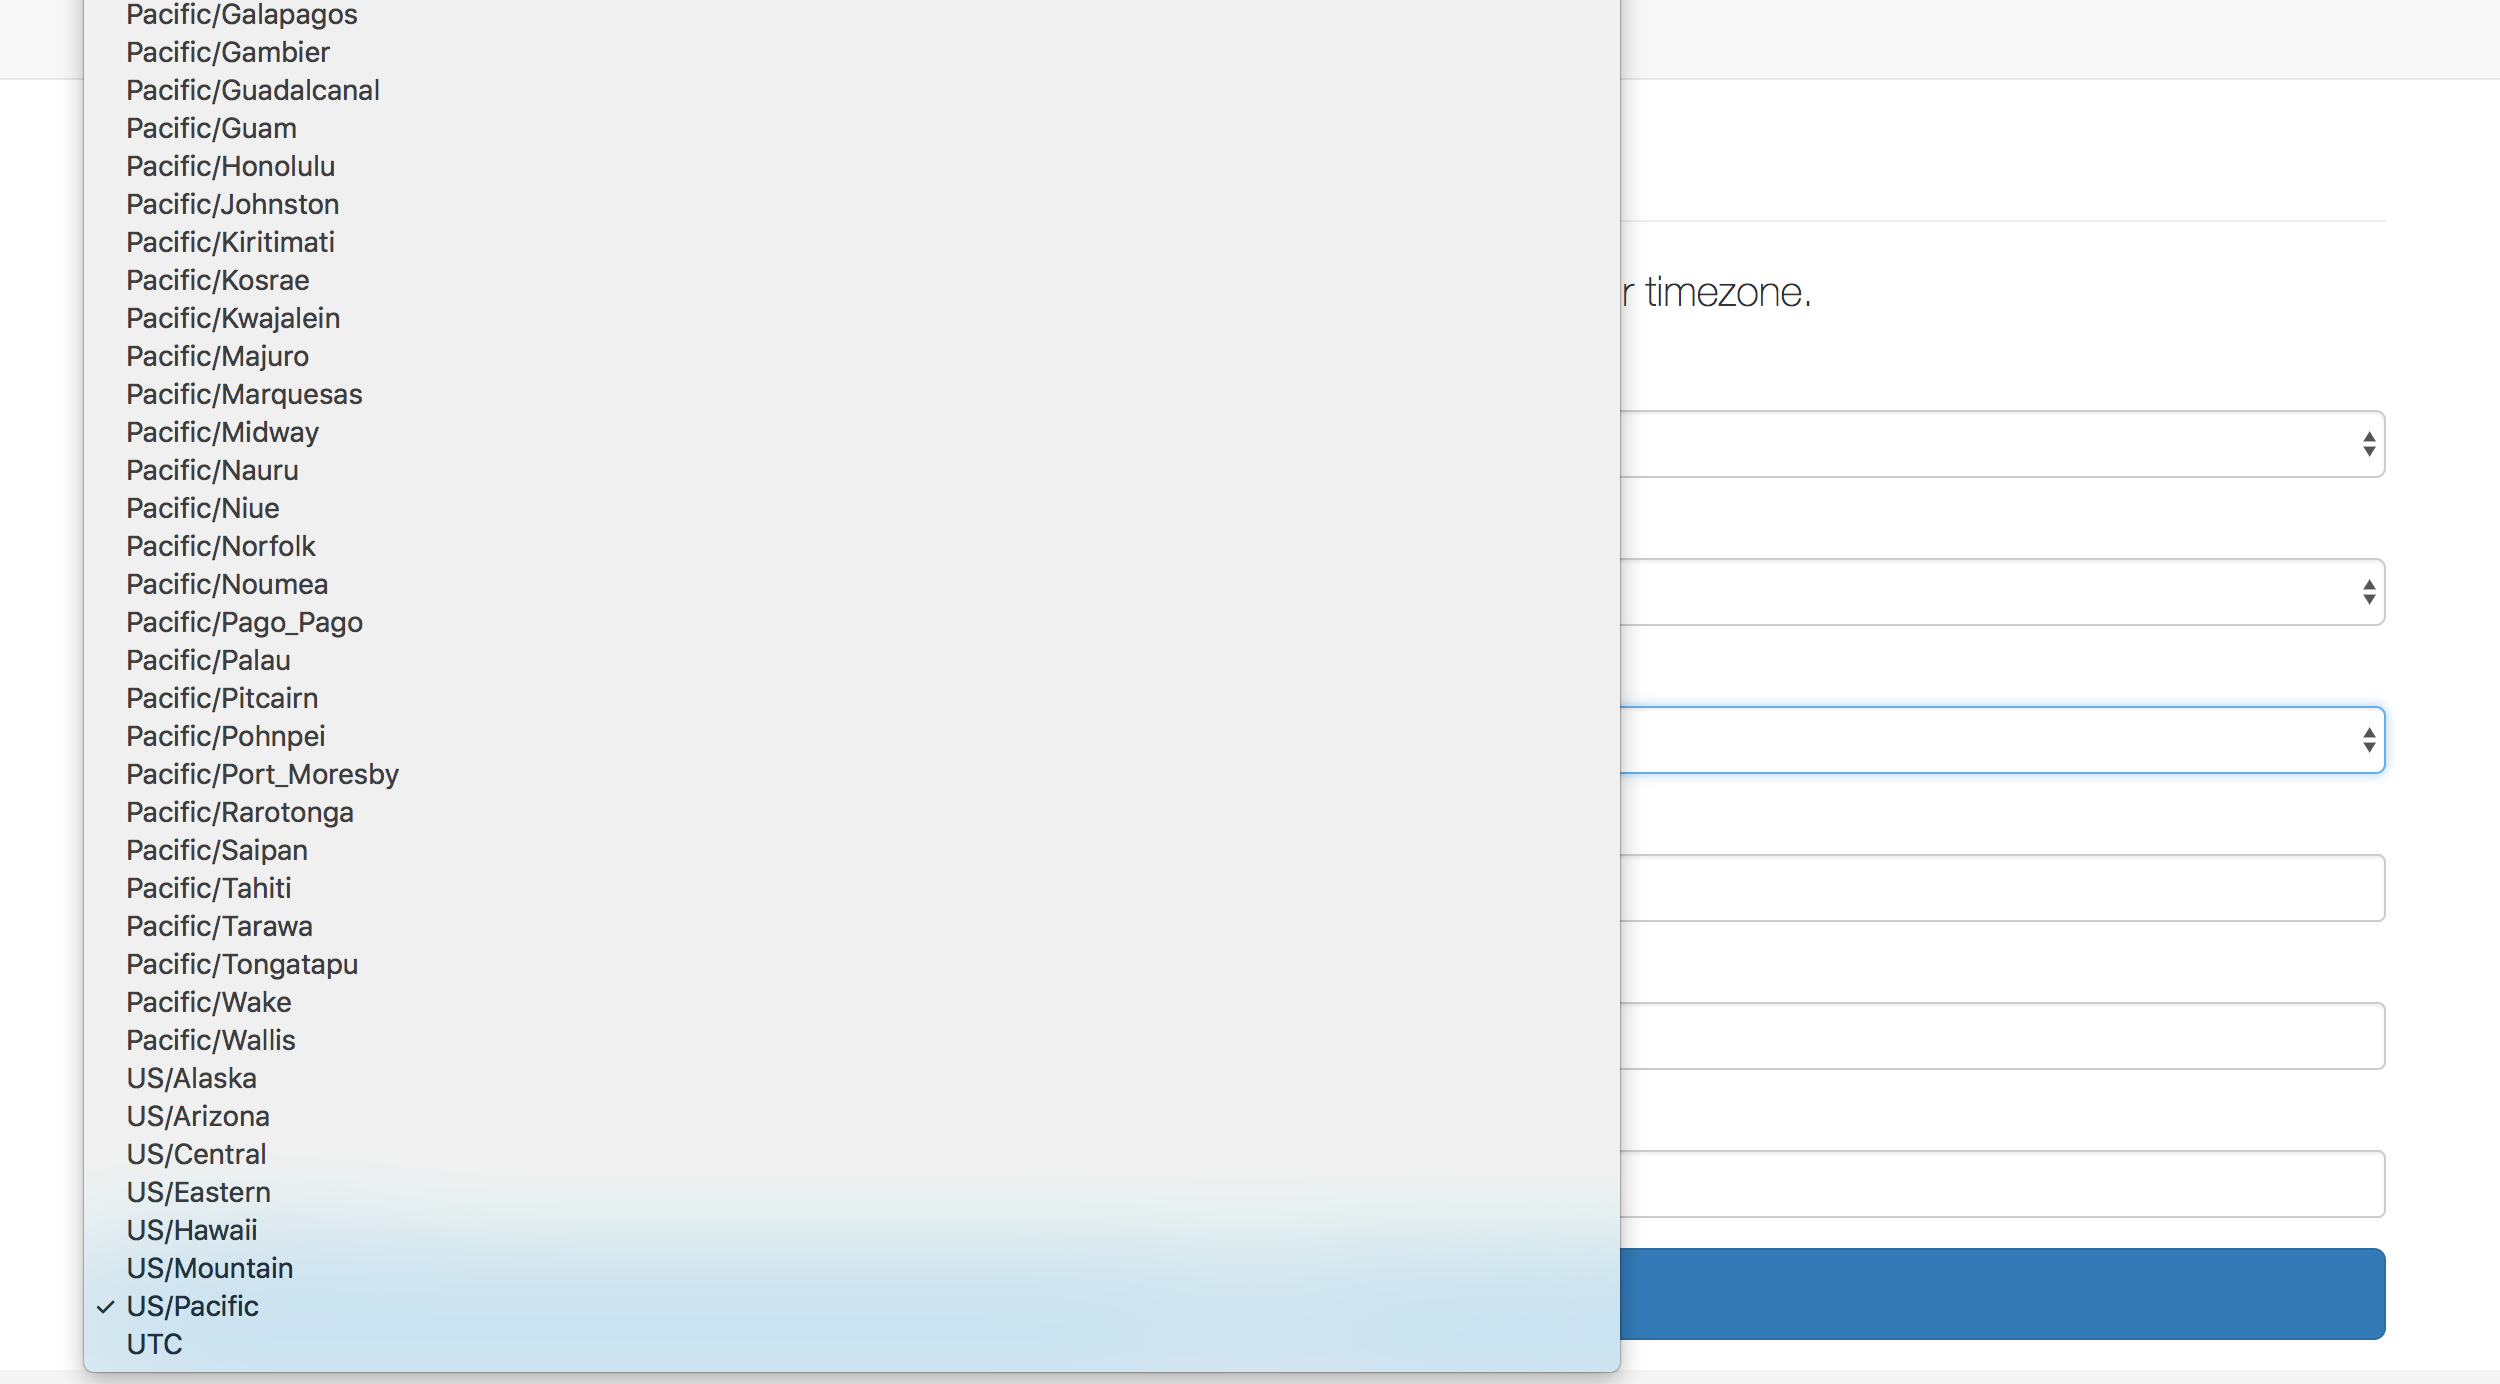 Pacific/Galapagos
Pacific/Gambier
Pacific/Guadalcanal
Pacific/Guam
Pacific/Honolulu
Pacific/Johnston
Pacific/Kiritimati
Pacific/Kosrae
Pacific/Kwajalein
Pacific/Majuro
Pacific/Marquesas
Pacific/Midway
Pacific/Nauru
Pacific/Niue
Pacific/Norfolk
Pacific/Noumea
Pacific/Pago_Pago
Pacific/Palau
Pacific/Pitcairn
Pacific/Pohnpei
Pacific/Port_Moresby
Pacific/Rarotonga
Pacific/Saipan
Pacific/Tahiti
Pacific/Tarawa
Pacific/Tongatapu
Pacific/Wake
Pacific/Wallis
US/Alaska
US/Arizona
US/Central
US/Eastern
US/Hawaii
US/Mountain
✓ US/Pacific
UTC
r timezone.